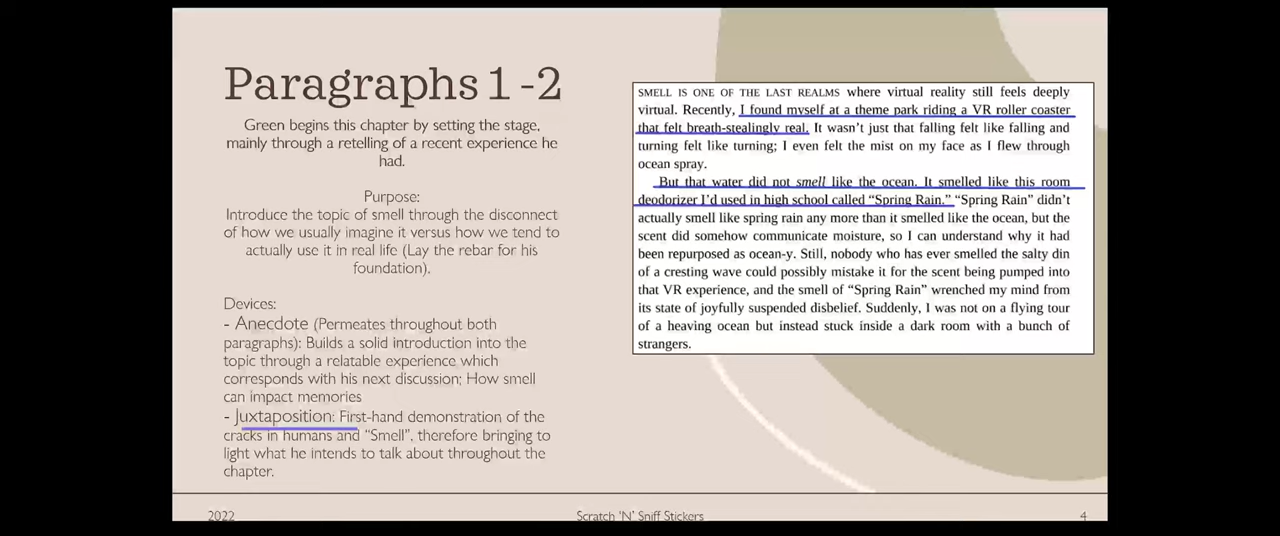 Paragraphs 1 -2
Green begins this chapter by setting the stage,
mainly through a retelling of a recent experience he
had.
Purpose:
Introduce the topic of smell through the disconnect
of how we usually imagine it versus how we tend to
actually use it in real life (Lay the rebar for his
foundation).
Devices:
- Anecdote (Permeates throughout both
paragraphs): Builds a solid introduction into the
topic through a relatable experience which
corresponds with his next discussion; How smell
can impact memories
- Juxtaposition: First-hand demonstration of the
cracks in humans and "Smell", therefore bringing to
light what he intends to talk about throughout the
chapter.
SMELL IS ONE OF THE LAST REALMS where virtual reality still feels deeply
virtual. Recently, I found myself at a theme park riding a VR roller coaster
that felt breath-stealingly real. It wasn't just that falling felt like falling and
turning felt like turning; I even felt the mist on my face as I flew through
ocean spray.
But that water did not smell like the ocean. It smelled like this room
deodorizer I'd used in high school called "Spring Rain." "Spring Rain" didn't
actually smell like spring rain any more than it smelled like the ocean, but the
scent did somehow communicate moisture, so I can understand why it had
been repurposed as ocean-y. Still, nobody who has ever smelled the salty din
of a cresting wave could possibly mistake it for the scent being pumped into
that VR experience, and the smell of "Spring Rain" wrenched my mind from
its state of joyfully suspended disbelief. Suddenly, I was not on a flying tour
of a heaving ocean but instead stuck inside a dark room with a bunch of
strangers.
2022
Scratch 'N' Sniff Stickers
4